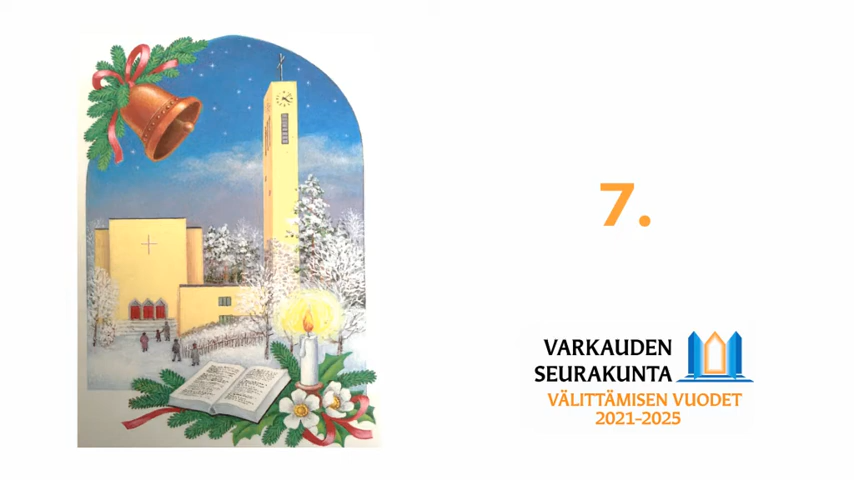 7.
VARKAUDEN
SEURAKUNTA
VÄLITTÄMISEN VUODET
2021–2025